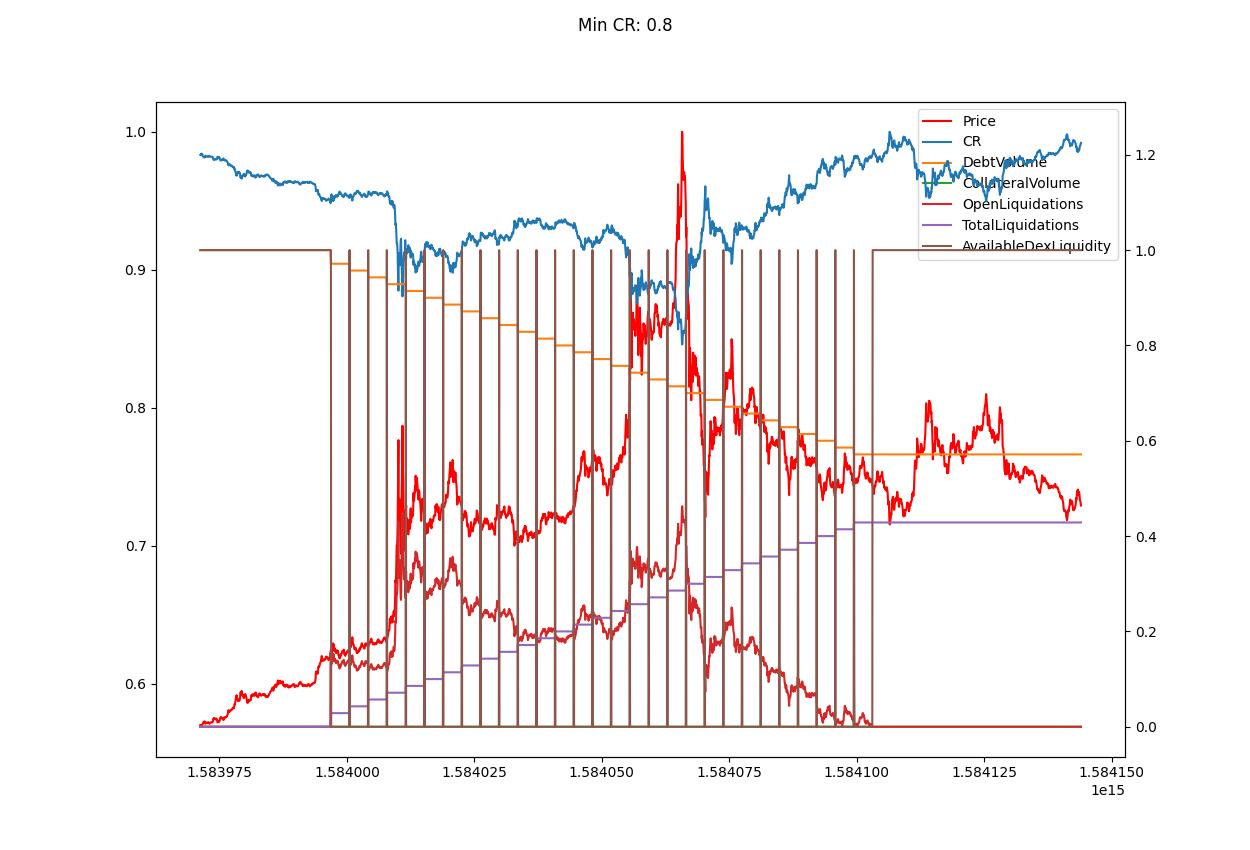 Min CR: 0.8
1.0
0.9
0.8
0.7
0.6
Price
CR
DebtVolume
CollateralVolume
OpenLiquidations
TotalLiquidations
AvailableDexLiquidity
1.2
1.0
0.8
0.6
0.4
0.2
0.0
1.583975 1.584000 1.584025 1.584050 1.584075 1.584100 1.584125 1.584150
1e15